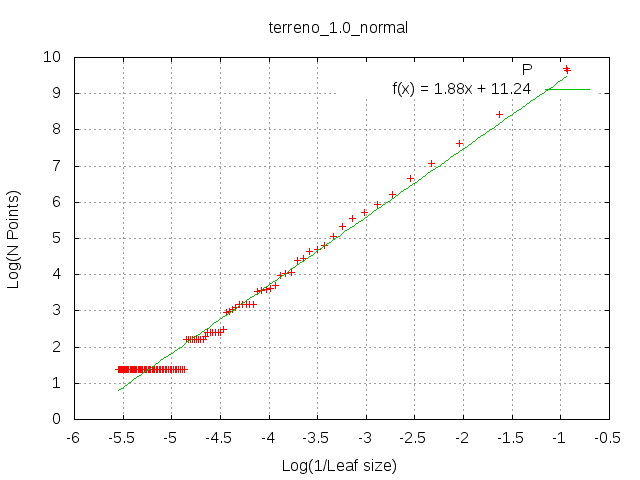 terreno_1.0_normal
10
9
8
7
6
5
4
3
2
1
0
Log(N Points)
P
f(x) = 1.88x + 11.24
-6 -5.5 -5 -4.5 -4 -3.5 -3 -2.5 -2 -1.5 -1 -0.5
Log(1/Leaf size)